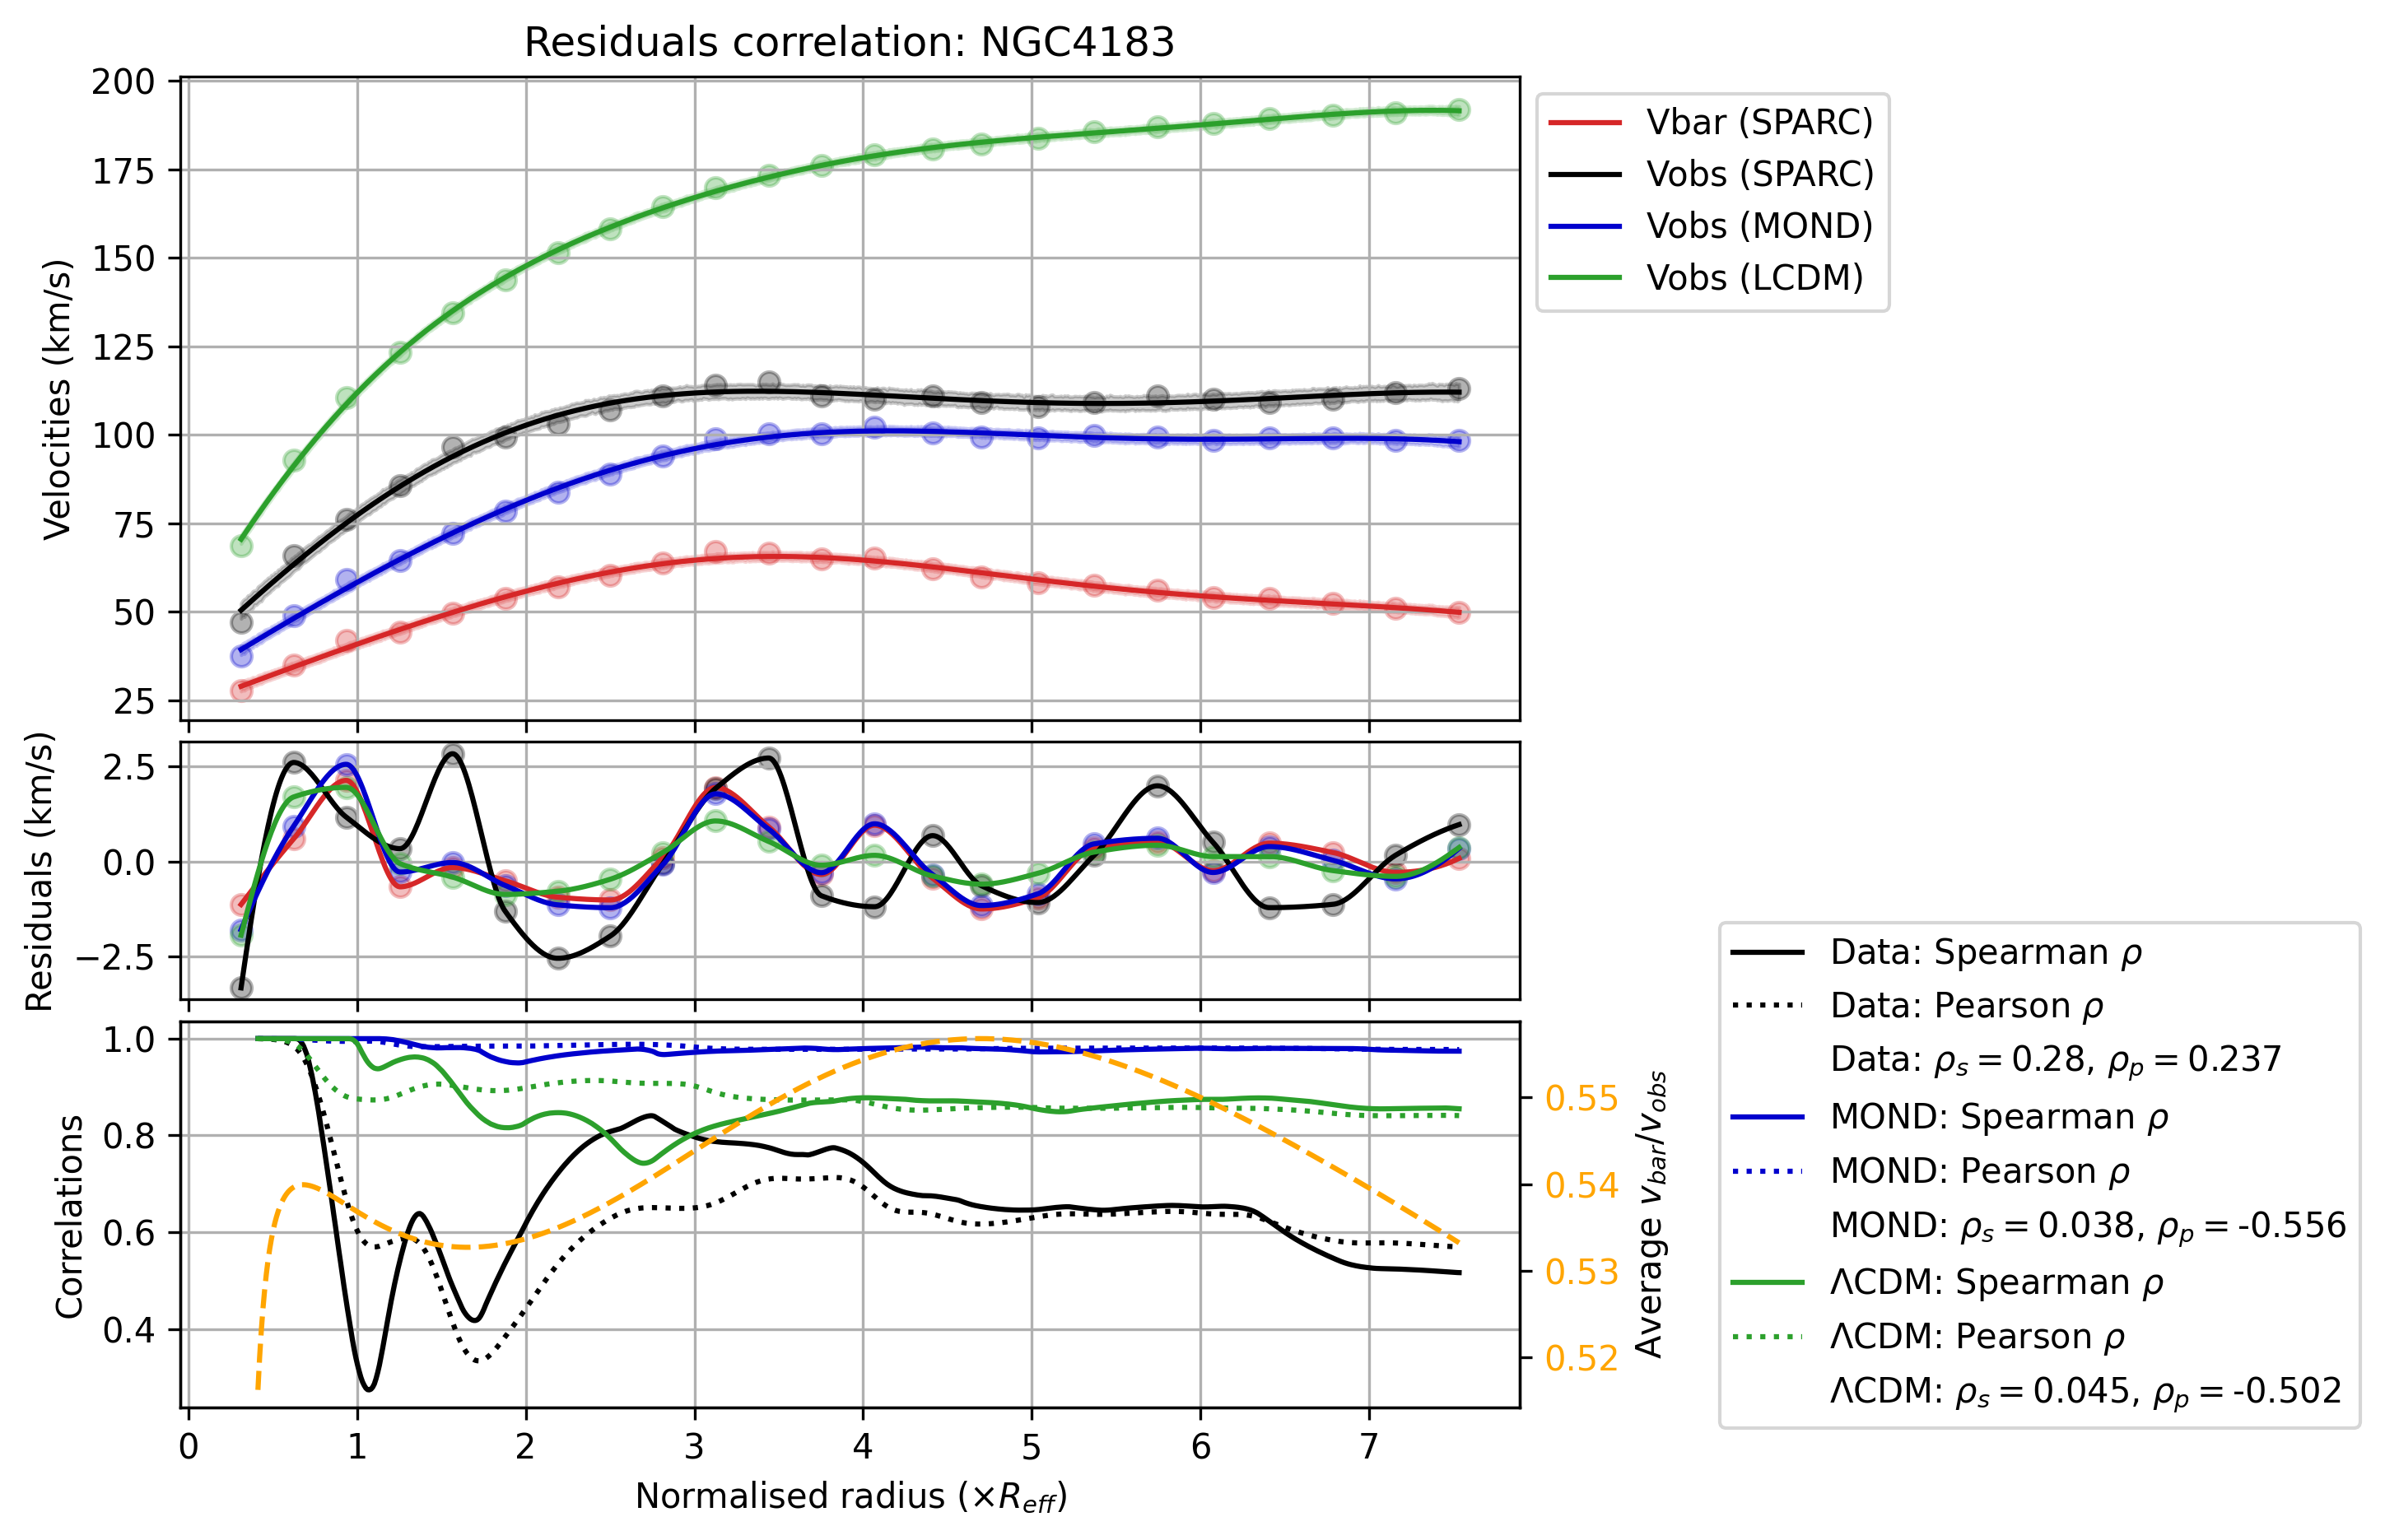 Residuals correlation: NGC4183
200
175
150
125
100
75
50
25
Velocities (km/s)
Vbar (SPARC)
Vobs (SPARC)
Vobs (MOND)
Vobs (LCDM)
2.5
0.0
−2.5
Residuals (km/s)
1.0
0.8
0.6
0.4
Correlations
0.55
0.54
0.53
0.52
Average v_bar/v_obs
0 1 2 3 4 5 6 7
Normalised radius (×R_eff)
Data: Spearman ρ
Data: Pearson ρ
Data: ρ_s = 0.28, ρ_p = 0.237
MOND: Spearman ρ
MOND: Pearson ρ
MOND: ρ_s = 0.038, ρ_p = -0.556
ΛCDM: Spearman ρ
ΛCDM: Pearson ρ
ΛCDM: ρ_s = 0.045, ρ_p = -0.502